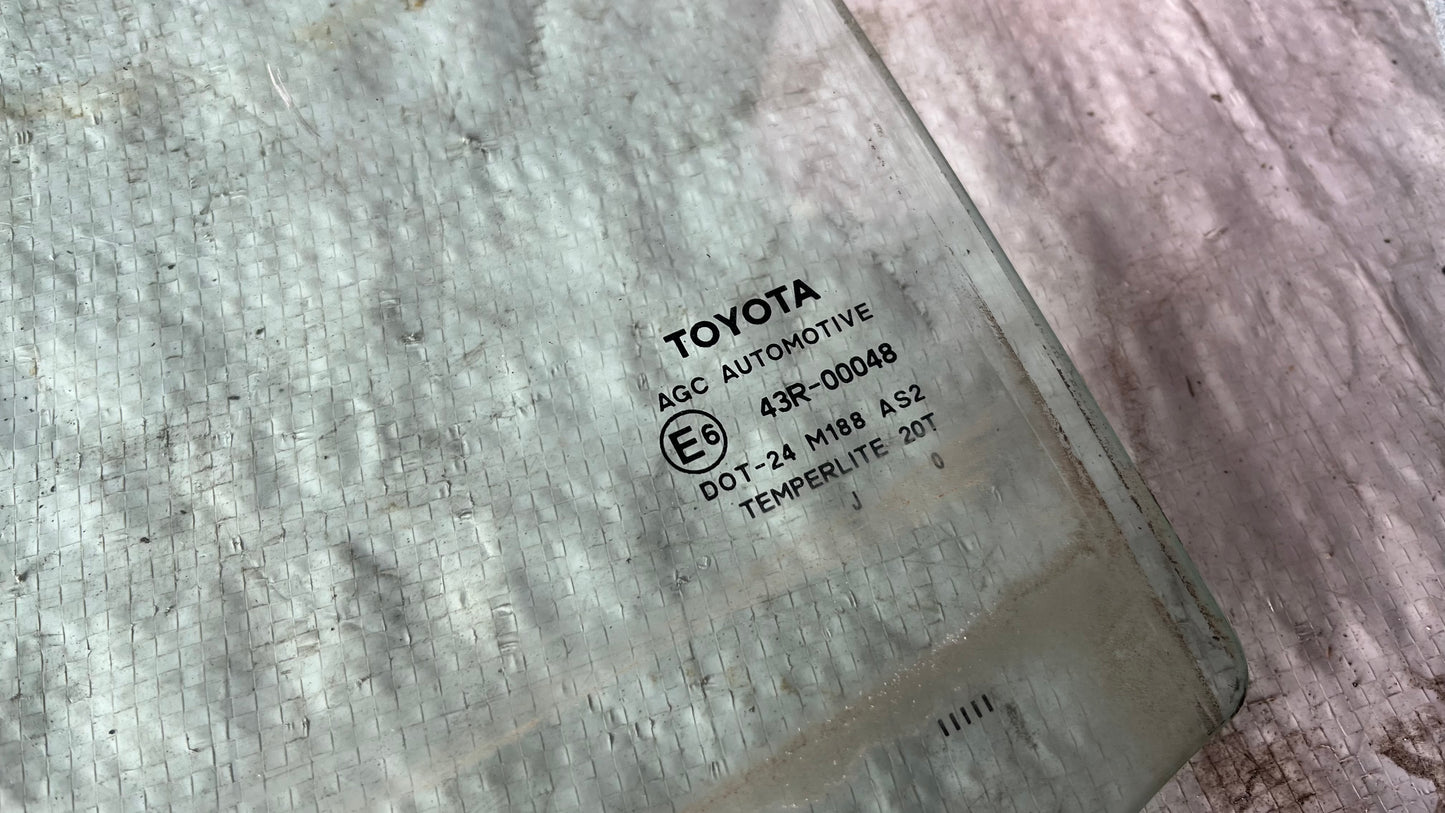 TOYOTA
AGC AUTOMOTIVE
E6 43R-00048
DOT-24 M188 AS2
TEMPERLITE 20T
J 0